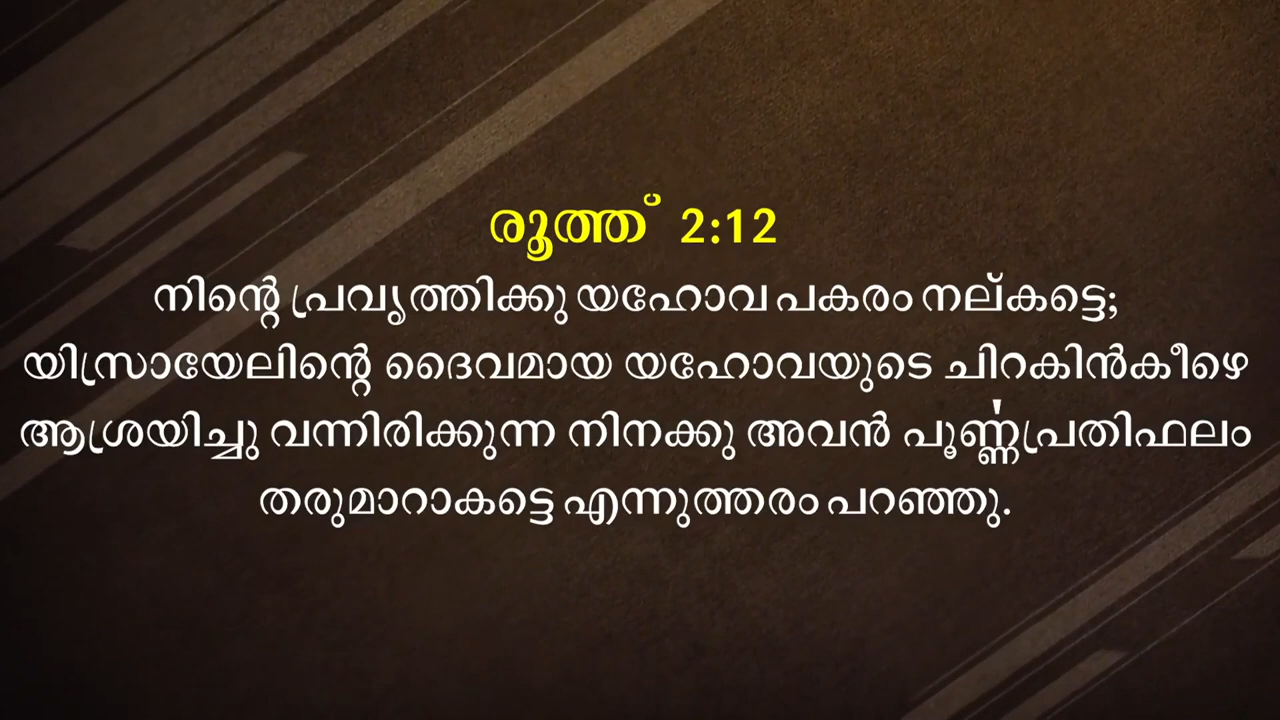 രൂത്ത് 2:12
നിന്റെ പ്രവൃത്തിക്കു യഹോവ പകരം നല്കട്ടെ;
യിസ്രായേലിന്റെ ദൈവമായ യഹോവയുടെ ചിറകിൻകീഴെ
ആശ്രയിച്ചു വന്നിരിക്കുന്ന നിനക്കു അവൻ പൂർണ്ണപ്രതിഫലം
തരുമാറാകട്ടെ എന്നുത്തരം പറഞ്ഞു.